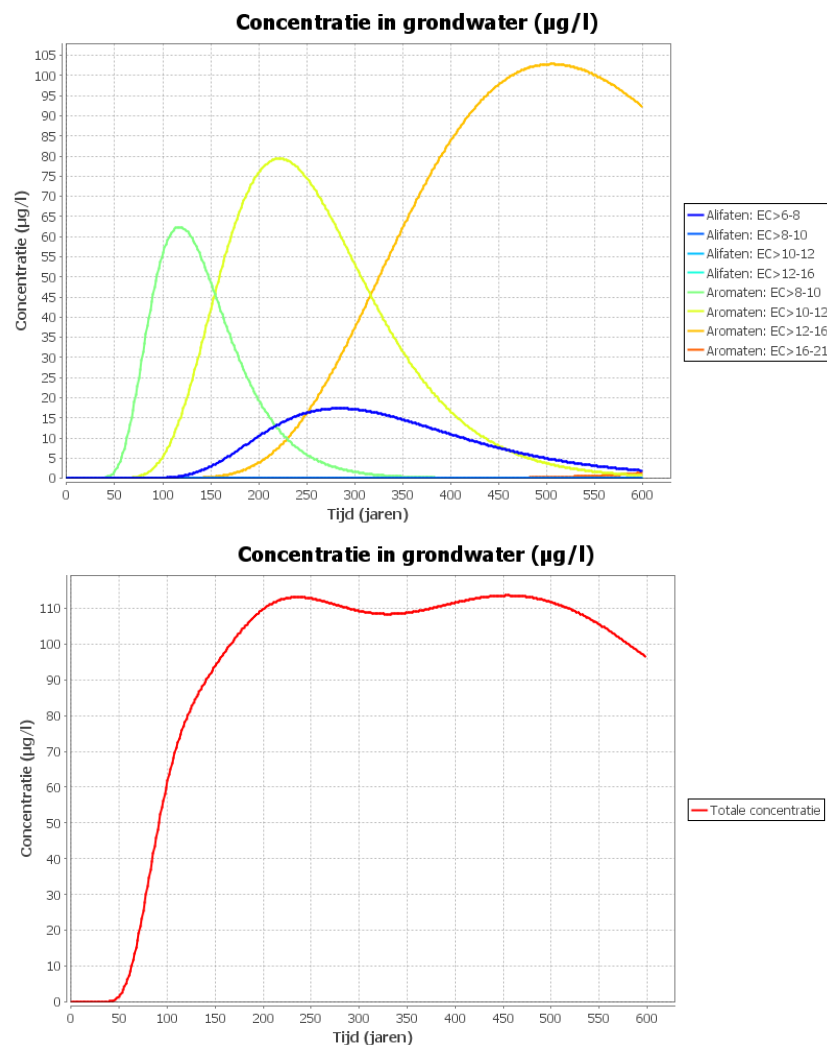 Concentratie in grondwater (µg/l)
105
100
95
90
85
80
75
70
65
60
55
50
45
40
35
30
25
20
15
10
5
0
Concentratie (µg/l)
0 50 100 150 200 250 300 350 400 450 500 550 600
Tijd (jaren)
Alifaten: EC>6-8
Alifaten: EC>8-10
Alifaten: EC>10-12
Alifaten: EC>12-16
Aromaten: EC>8-10
Aromaten: EC>10-12
Aromaten: EC>12-16
Aromaten: EC>16-21
Concentratie in grondwater (µg/l)
110
100
90
80
70
60
50
40
30
20
10
0
Concentratie (µg/l)
0 50 100 150 200 250 300 350 400 450 500 550 600
Tijd (jaren)
Totale concentratie